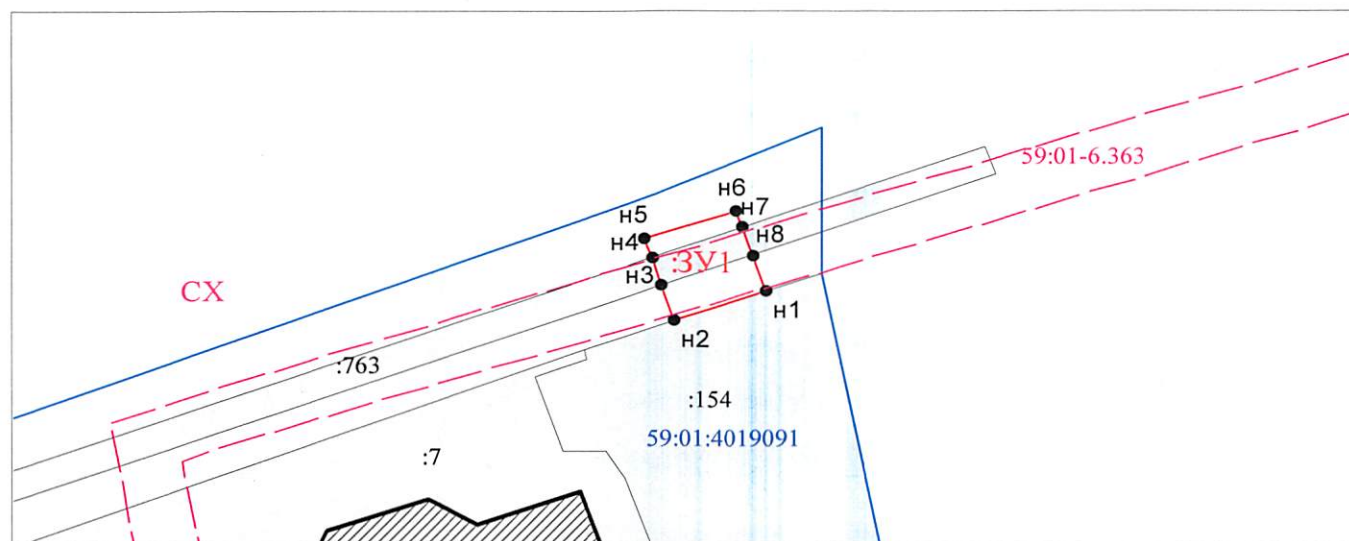 59:01-6.363
н6
н5
н7
н4
н8
:ЗУ1
н3
СХ
н1
н2
:763
:154
59:01:4019091
:7